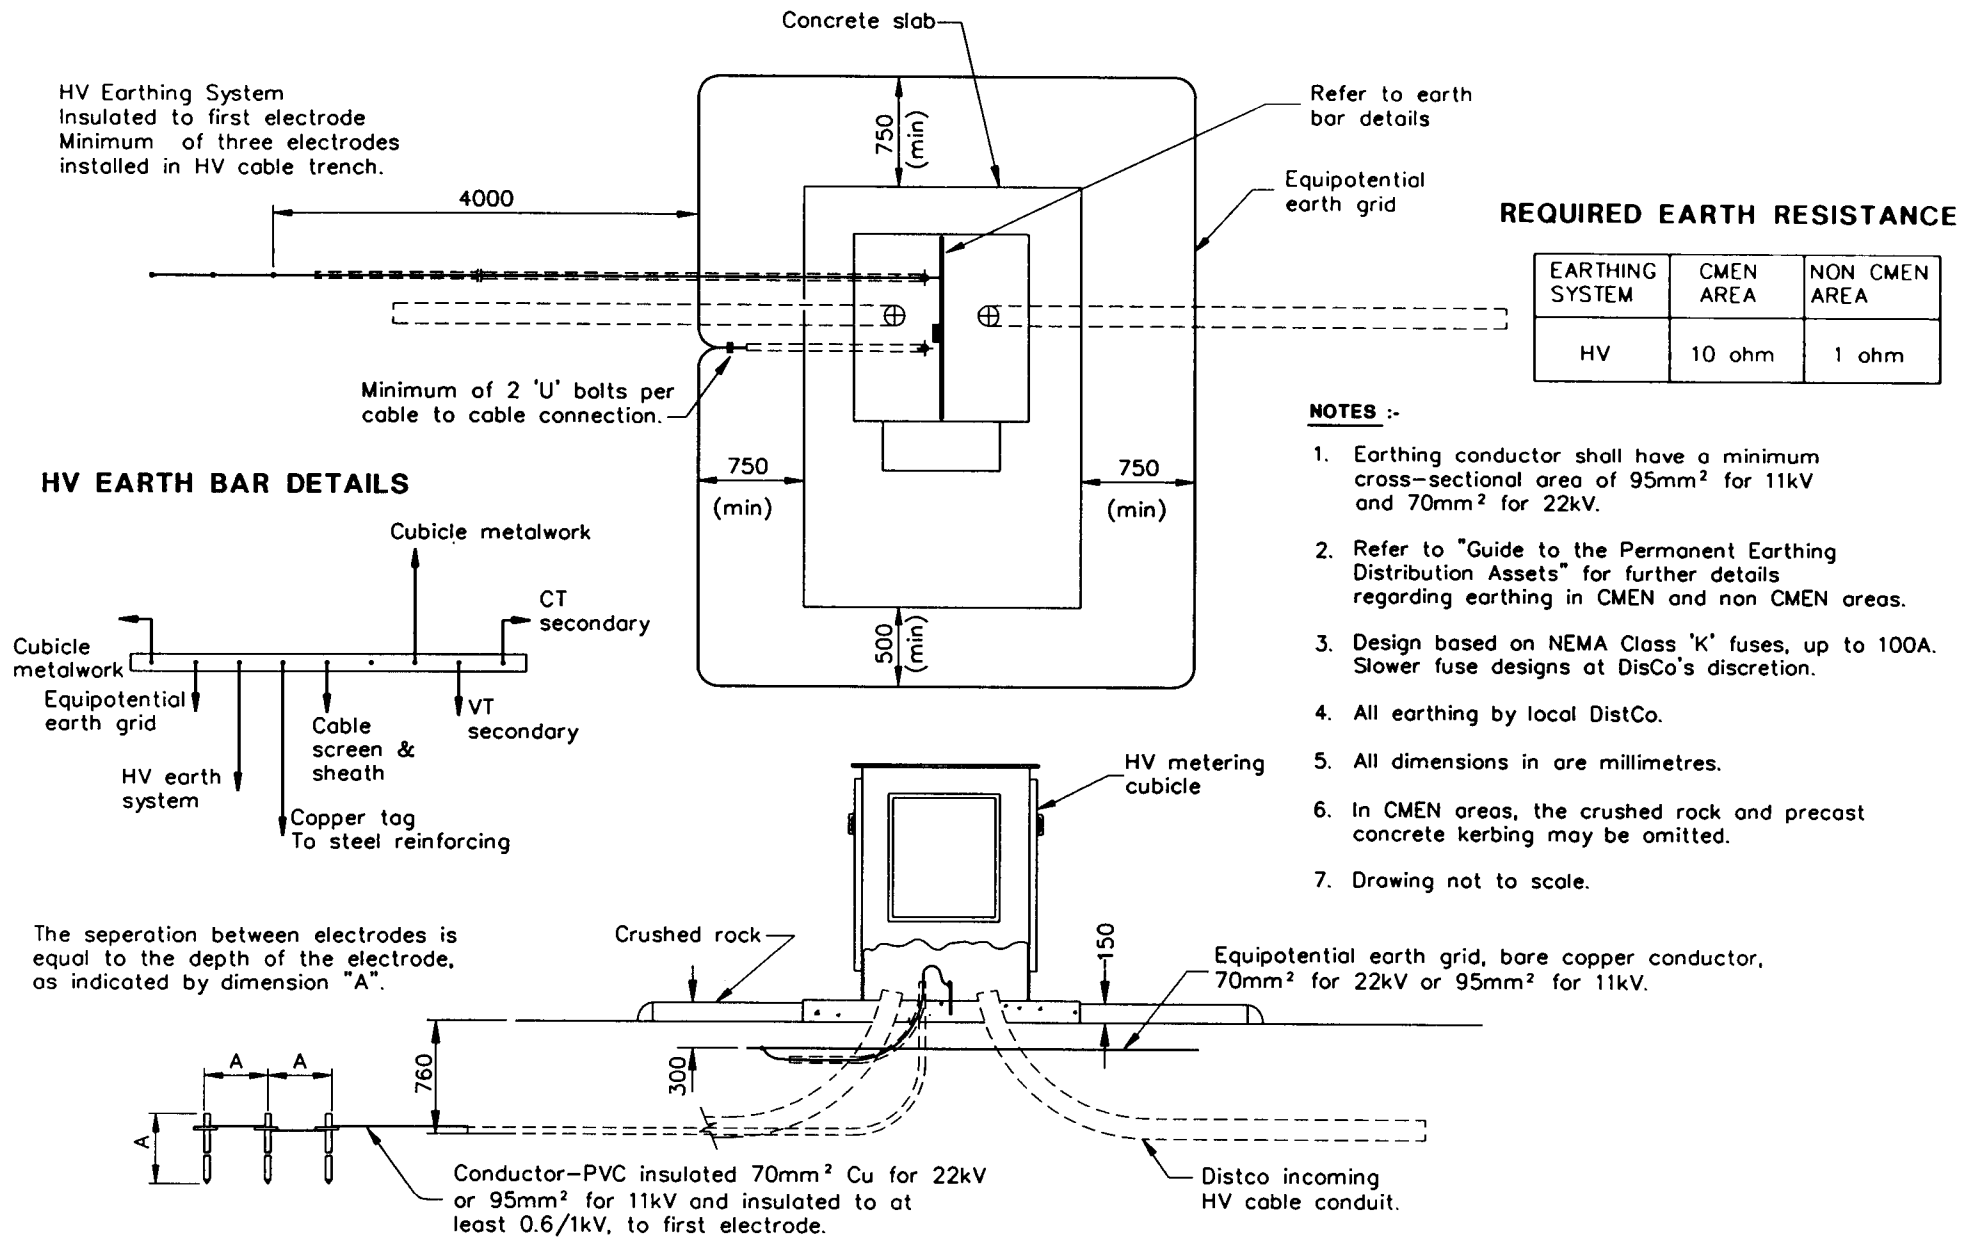 Concrete slab
HV Earthing System
Insulated to first electrode
Minimum of three electrodes
installed in HV cable trench.
4000
750
(min)
Refer to earth
bar details
Equipotential
earth grid
REQUIRED EARTH RESISTANCE
EARTHING SYSTEM
CMEN AREA
NON CMEN AREA
HV
10 ohm
1 ohm
Minimum of 2 'U' bolts per
cable to cable connection.
750
(min)
750
(min)
500
(min)
HV EARTH BAR DETAILS
Cubicle metalwork
CT
secondary
Cubicle
metalwork
Equipotential
earth grid
HV earth
system
Cable
screen &
sheath
VT
secondary
Copper tag
To steel reinforcing
NOTES :-
1. Earthing conductor shall have a minimum
cross-sectional area of 95mm² for 11kV
and 70mm² for 22kV.
2. Refer to "Guide to the Permanent Earthing
Distribution Assets" for further details
regarding earthing in CMEN and non CMEN areas.
3. Design based on NEMA Class 'K' fuses, up to 100A.
Slower fuse designs at DisCo's discretion.
4. All earthing by local DistCo.
5. All dimensions in are millimetres.
6. In CMEN areas, the crushed rock and precast
concrete kerbing may be omitted.
7. Drawing not to scale.
HV metering
cubicle
The seperation between electrodes is
equal to the depth of the electrode,
as indicated by dimension "A".
Crushed rock
150
Equipotential earth grid, bare copper conductor,
70mm² for 22kV or 95mm² for 11kV.
760
300
A
A
A
Conductor-PVC insulated 70mm² Cu for 22kV
or 95mm² for 11kV and insulated to at
least 0.6/1kV, to first electrode.
Distco incoming
HV cable conduit.